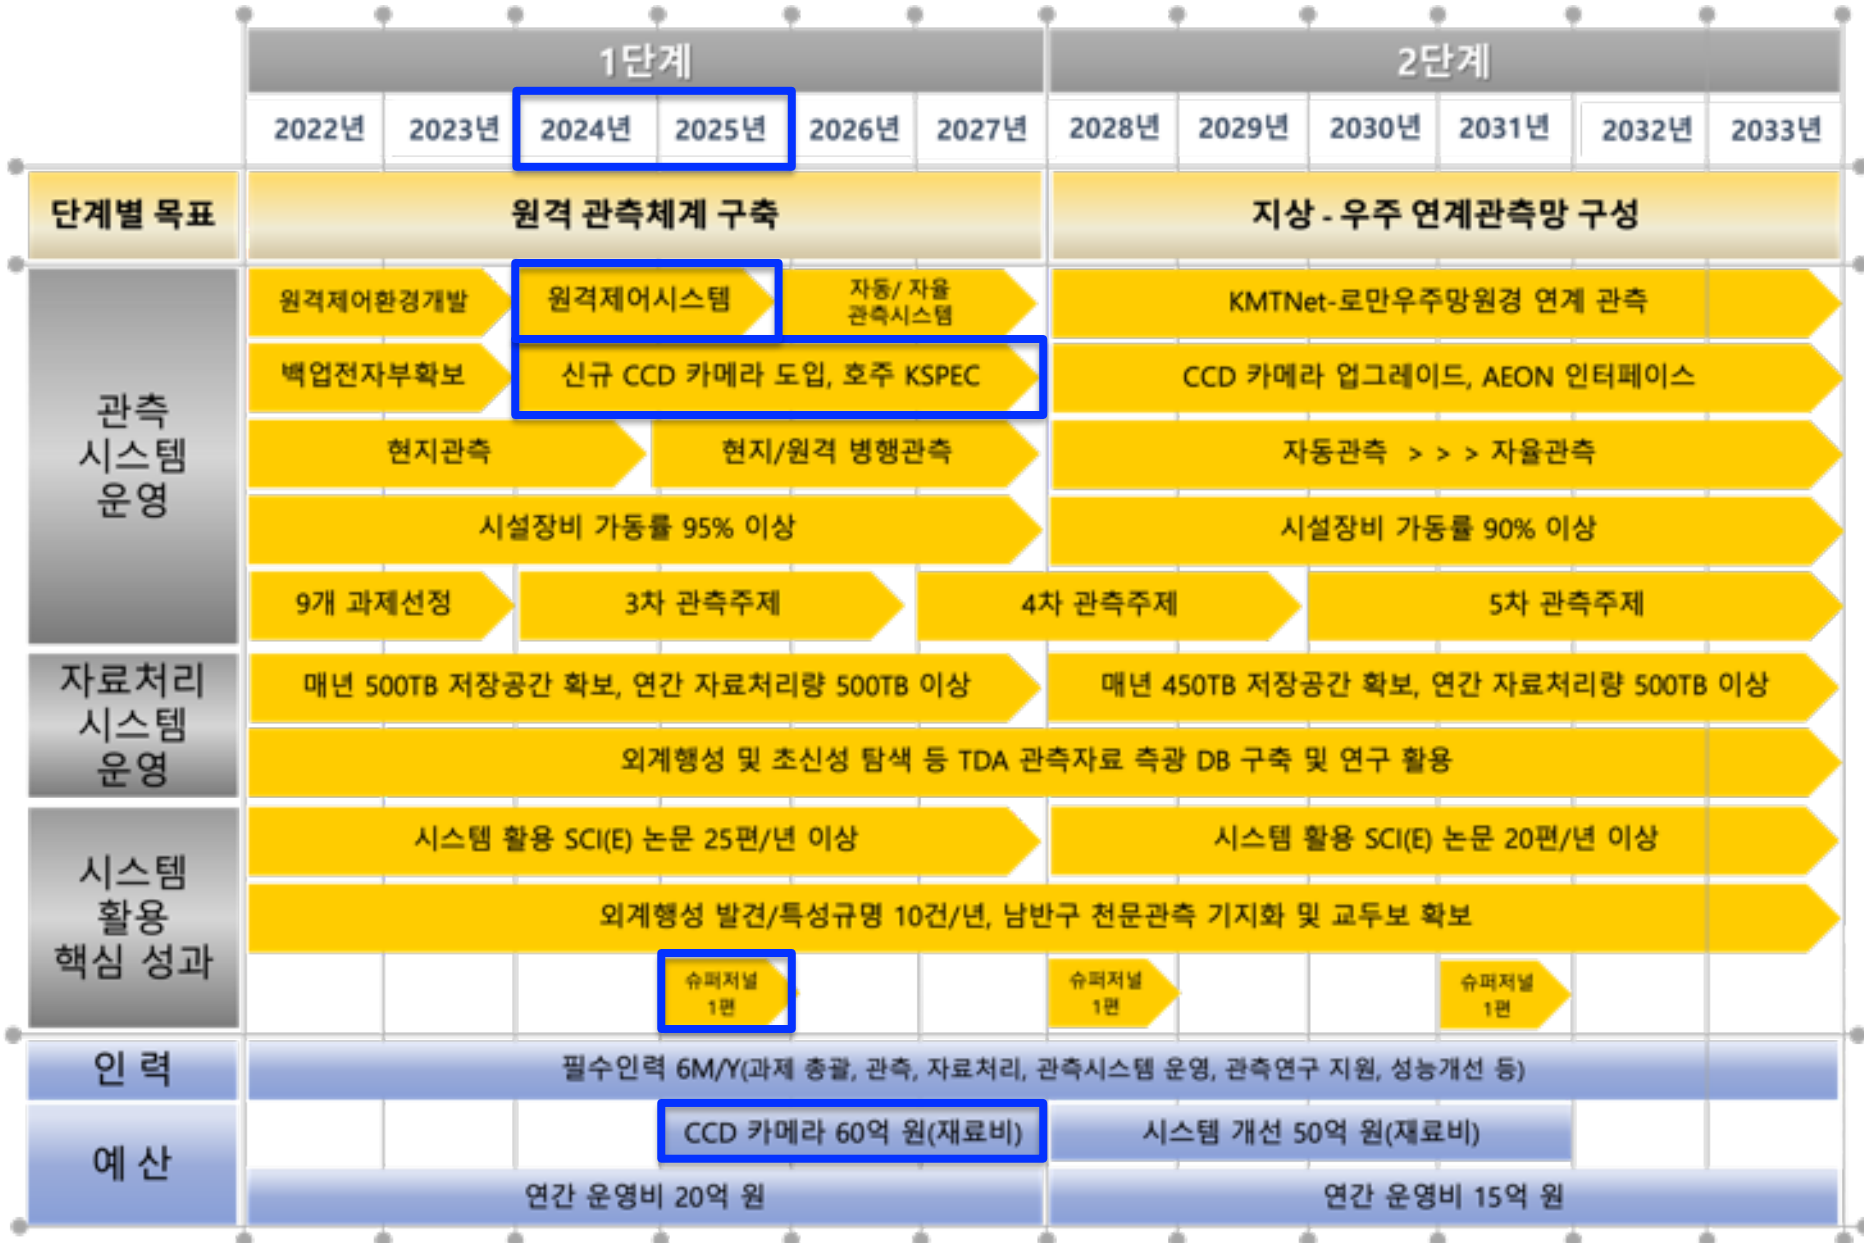 1단계
2단계
2022년 2023년 2024년 2025년 2026년 2027년 2028년 2029년 2030년 2031년 2032년 2033년
단계별 목표
원격 관측체계 구축
지상 - 우주 연계관측망 구성
관측
시스템
운영
원격제어환경개발
원격제어시스템
자동/ 자율
관측시스템
KMTNet-로만우주망원경 연계 관측
백업전자부확보
신규 CCD 카메라 도입, 호주 KSPEC
CCD 카메라 업그레이드, AEON 인터페이스
현지관측
현지/원격 병행관측
자동관측 > > > 자율관측
시설장비 가동률 95% 이상
시설장비 가동률 90% 이상
9개 과제선정
3차 관측주제
4차 관측주제
5차 관측주제
자료처리
시스템
운영
매년 500TB 저장공간 확보, 연간 자료처리량 500TB 이상
매년 450TB 저장공간 확보, 연간 자료처리량 500TB 이상
외계행성 및 초신성 탐색 등 TDA 관측자료 측광 DB 구축 및 연구 활용
시스템
활용
핵심 성과
시스템 활용 SCI(E) 논문 25편/년 이상
시스템 활용 SCI(E) 논문 20편/년 이상
외계행성 발견/특성규명 10건/년, 남반구 천문관측 기지화 및 교두보 확보
슈퍼저널
1편
슈퍼저널
1편
슈퍼저널
1편
인 력
필수인력 6M/Y(과제 총괄, 관측, 자료처리, 관측시스템 운영, 관측연구 지원, 성능개선 등)
예 산
CCD 카메라 60억 원(재료비)
시스템 개선 50억 원(재료비)
연간 운영비 20억 원
연간 운영비 15억 원